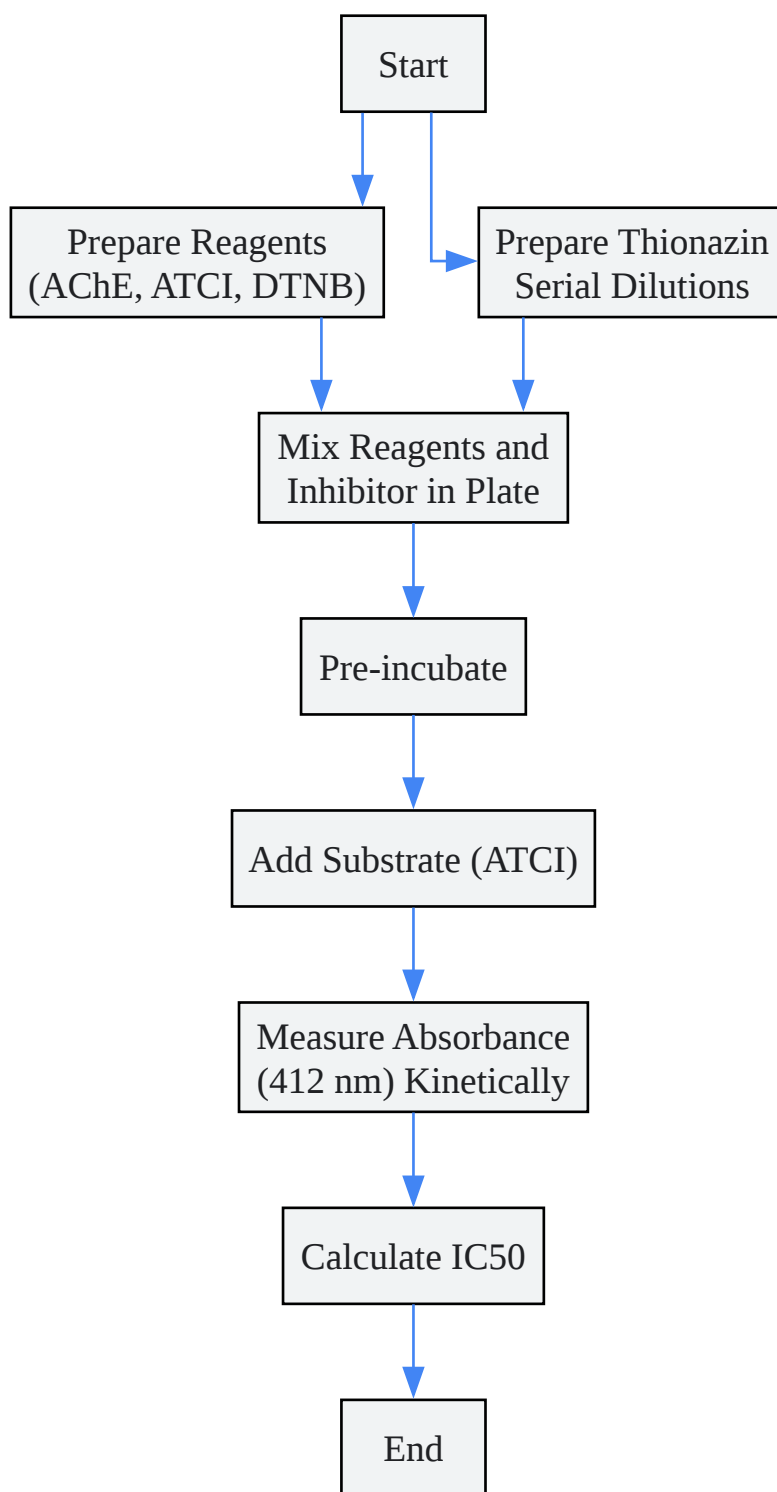 Start
Prepare Reagents
(AChE, ATCI, DTNB)
Prepare Thionazin
Serial Dilutions
Mix Reagents and
Inhibitor in Plate
Pre-incubate
Add Substrate (ATCI)
Measure Absorbance
(412 nm) Kinetically
Calculate IC50
End